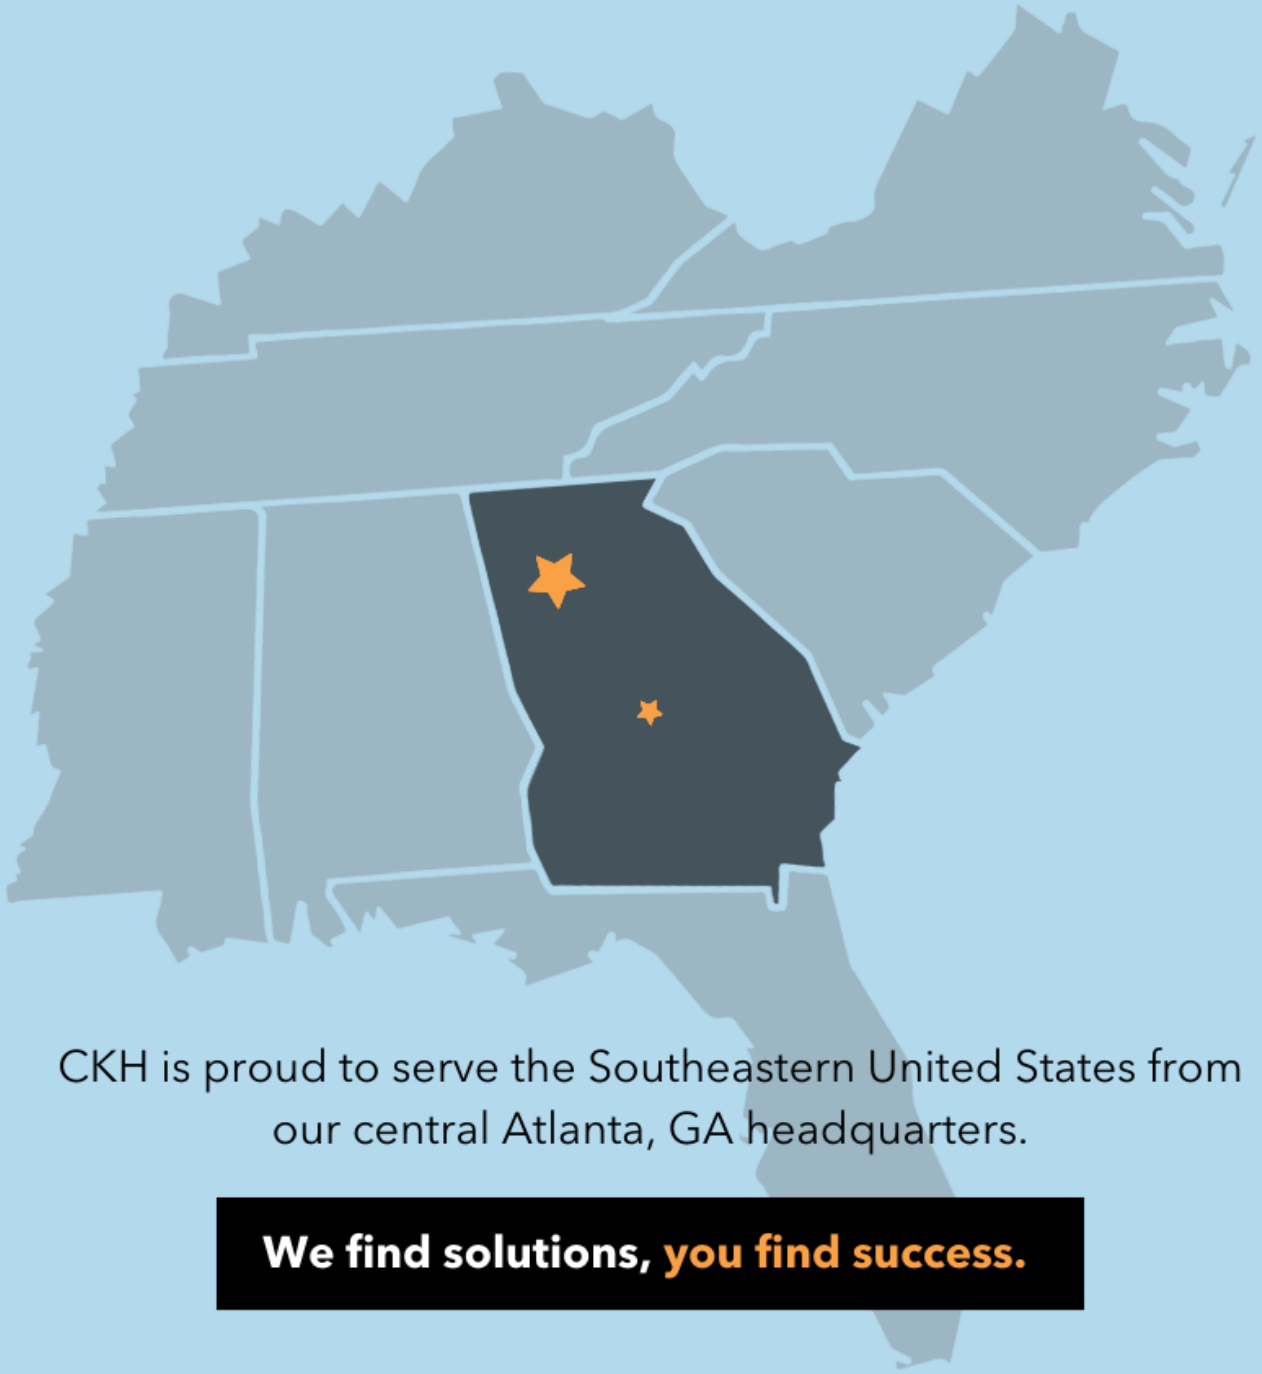 CKH is proud to serve the Southeastern United States from
our central Atlanta, GA headquarters.
We find solutions, you find success.